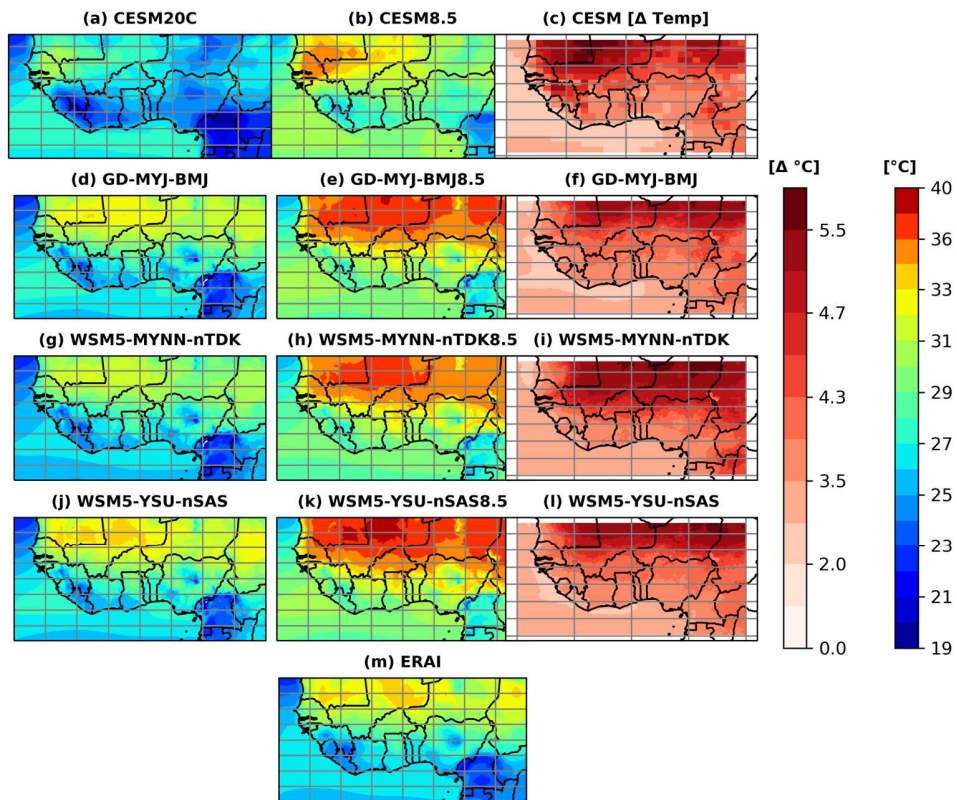 (a) CESM20C
(b) CESM8.5
(c) CESM [Δ Temp]
(d) GD-MYJ-BMJ
(e) GD-MYJ-BMJ8.5
(f) GD-MYJ-BMJ
(g) WSM5-MYNN-nTDK
(h) WSM5-MYNN-nTDK8.5
(i) WSM5-MYNN-nTDK
(j) WSM5-YSU-nSAS
(k) WSM5-YSU-nSAS8.5
(l) WSM5-YSU-nSAS
(m) ERAI
[Δ °C]
5.5
4.7
4.3
3.5
2.0
0.0
[°C]
40
36
33
29
27
25
23
21
19